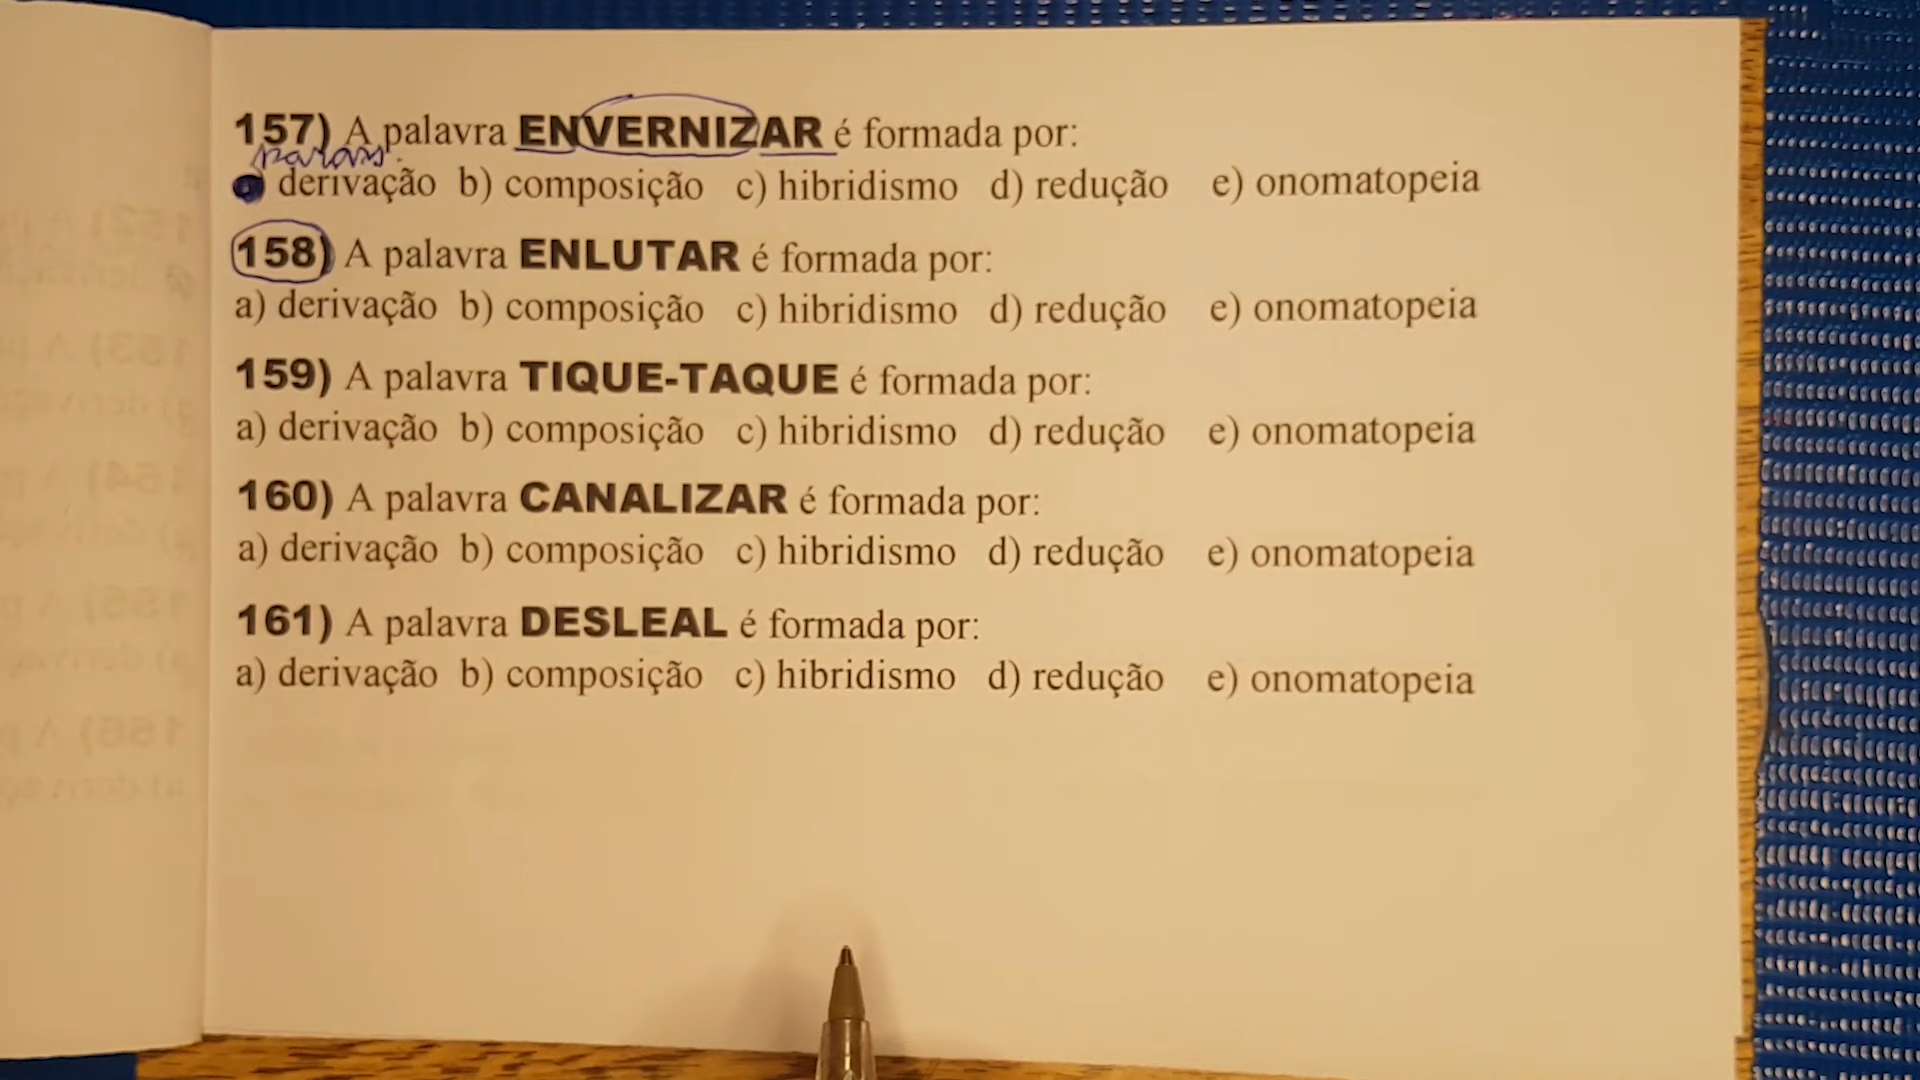 157) A palavra ENVERNIZAR é formada por:
parass.
a) derivação b) composição c) hibridismo d) redução e) onomatopeia
158) A palavra ENLUTAR é formada por:
a) derivação b) composição c) hibridismo d) redução e) onomatopeia
159) A palavra TIQUE-TAQUE é formada por:
a) derivação b) composição c) hibridismo d) redução e) onomatopeia
160) A palavra CANALIZAR é formada por:
a) derivação b) composição c) hibridismo d) redução e) onomatopeia
161) A palavra DESLEAL é formada por:
a) derivação b) composição c) hibridismo d) redução e) onomatopeia